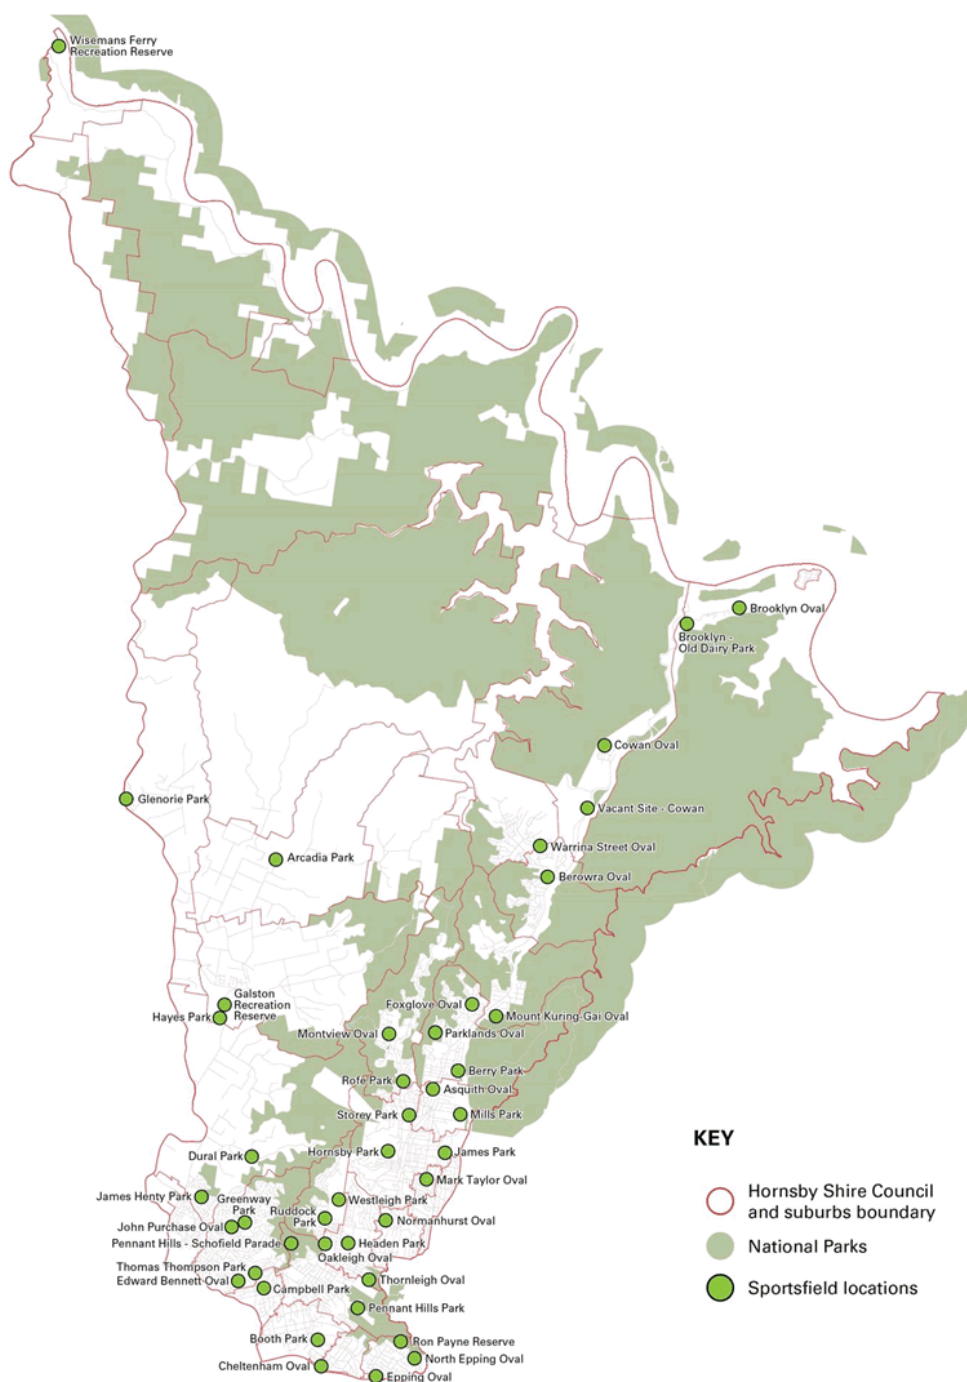 Wisemans Ferry
Recreation Reserve
Brooklyn Oval
Brooklyn -
Old Dairy Park
Cowan Oval
Glenorie Park
Vacant Site - Cowan
Warrina Street Oval
Arcadia Park
Berowra Oval
Galston
Recreation
Reserve
Hayes Park
Foxglove Oval
Mount Kuring-Gai Oval
Montview Oval
Parklands Oval
Berry Park
Rofe Park
Asquith Oval
Storey Park
Mills Park
Hornsby Park
James Park
Dural Park
Mark Taylor Oval
James Henty Park
Greenway
Park
Westleigh Park
Ruddock
Park
Normanhurst Oval
John Purchase Oval
Pennant Hills - Schofield Parade
Headen Park
Oakleigh Oval
Thomas Thompson Park
Edward Bennett Oval
Campbell Park
Thornleigh Oval
Pennant Hills Park
Booth Park
Ron Payne Reserve
North Epping Oval
Cheltenham Oval
Epping Oval
KEY
Hornsby Shire Council
and suburbs boundary
National Parks
Sportsfield locations